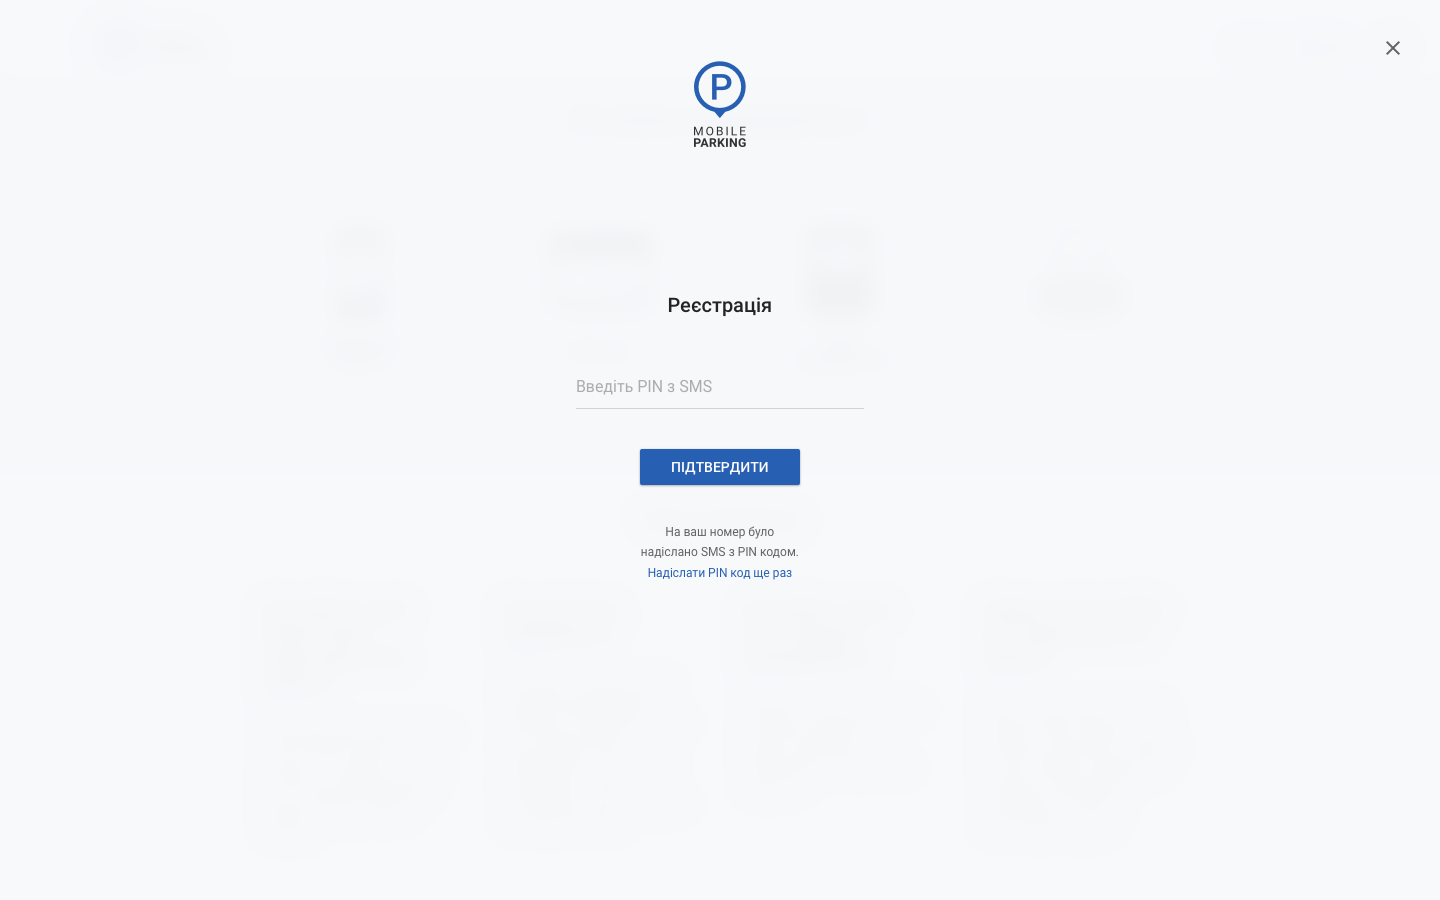 P
MOBILE
PARKING
Реєстрація
Введіть PIN з SMS
ПІДТВЕРДИТИ
На ваш номер було
надіслано SMS з PIN кодом.
Надіслати PIN код ще раз